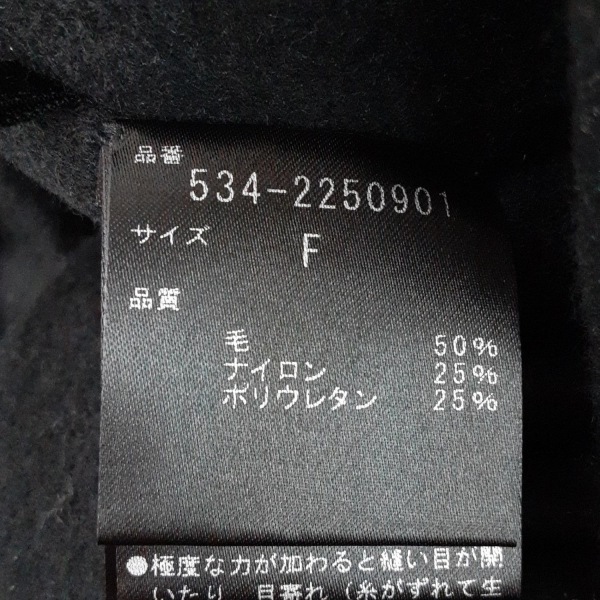 品番
534-2250901
サイズ F
品質
毛 50%
ナイロン 25%
ポリウレタン 25%
●極度な力が加わると縫い目が開
いたり、目寄れ（糸がずれて生